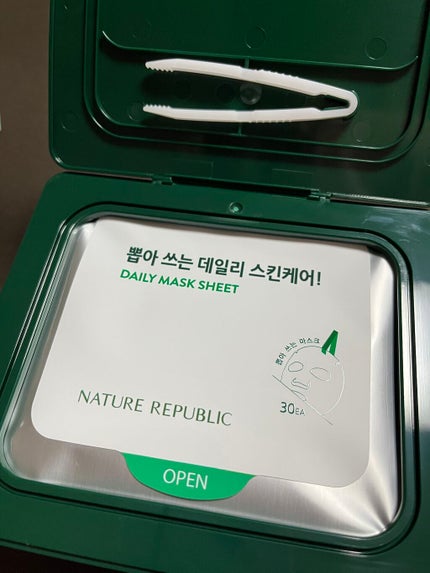 뽑아 쓰는 데일리 스킨케어!
DAILY MASK SHEET
뽑아 쓰는 마스크
30EA
NATURE REPUBLIC
OPEN